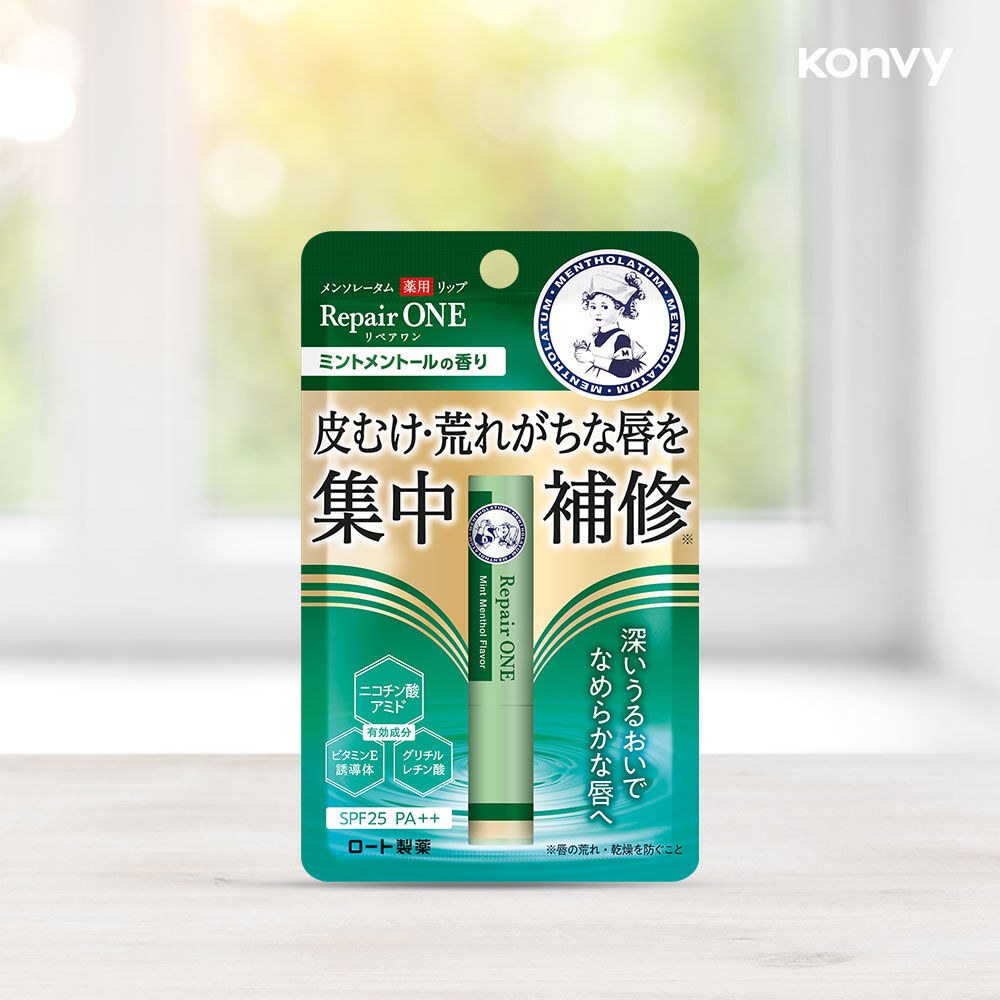 Konvy
メンソレータム 薬用 リップ
Repair ONE
リペアワン
ミントメントールの香り
MENTHOLATUM · MENTHOLATUM · MENTHOLATUM · MENTHOLATUM
M
皮むけ・荒れがちな唇を
集中補修※
MENTHOLATUM
Repair ONE
Mint Menthol Flavor
深いうるおいで
なめらかな唇へ
ニコチン酸
アミド
有効成分
ビタミンE
誘導体
グリチル
レチン酸
SPF25 PA++
ロート製薬
※唇の荒れ・乾燥を防ぐこと